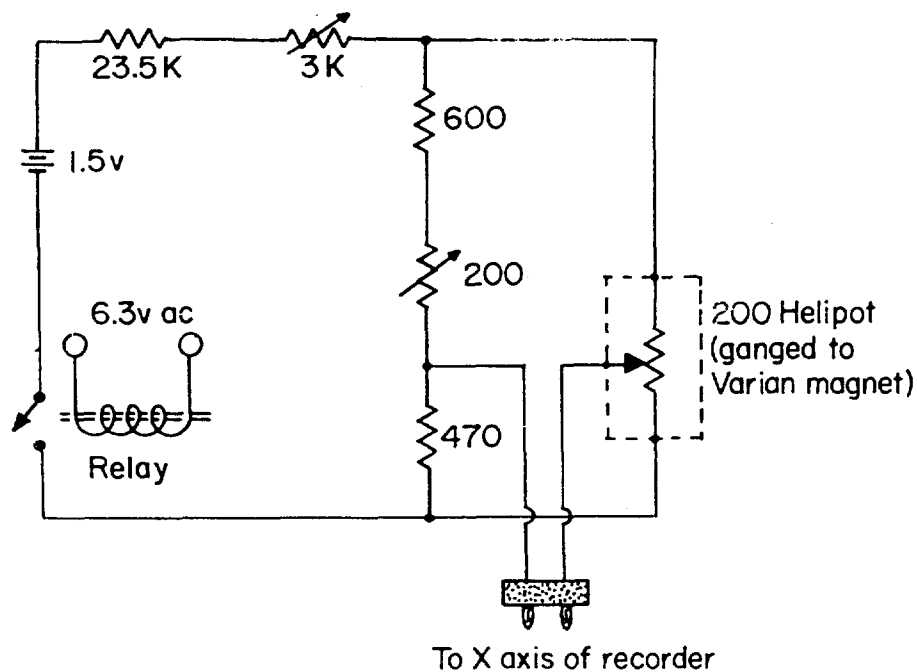 23.5K
3K
600
1.5v
200
6.3v ac
200 Helipot
(ganged to
Varian magnet)
470
Relay
To X axis of recorder